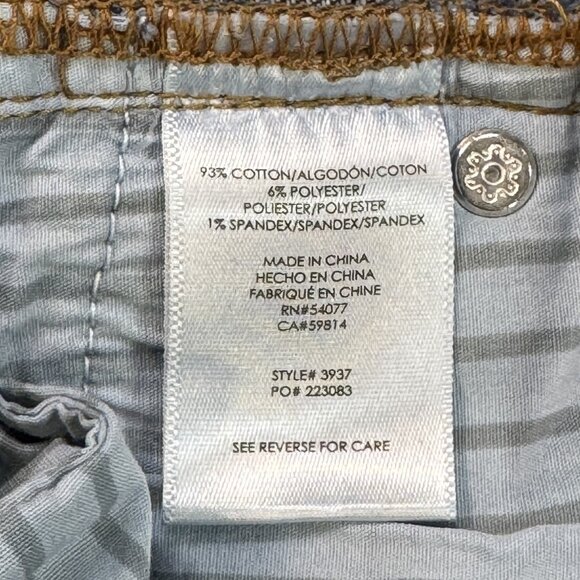 93% COTTON/ALGODÓN/COTON
6% POLYESTER/
POLIESTER/POLYESTER
1% SPANDEX/SPANDEX/SPANDEX
MADE IN CHINA
HECHO EN CHINA
FABRIQUÉ EN CHINE
RN#54077
CA#59814
STYLE# 3937
PO# 223083
SEE REVERSE FOR CARE